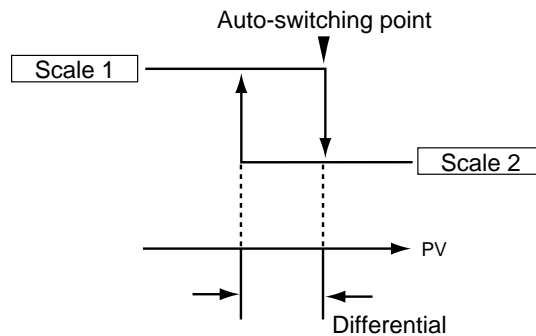 Auto-switching point
Scale 1
Scale 2
PV
Differential